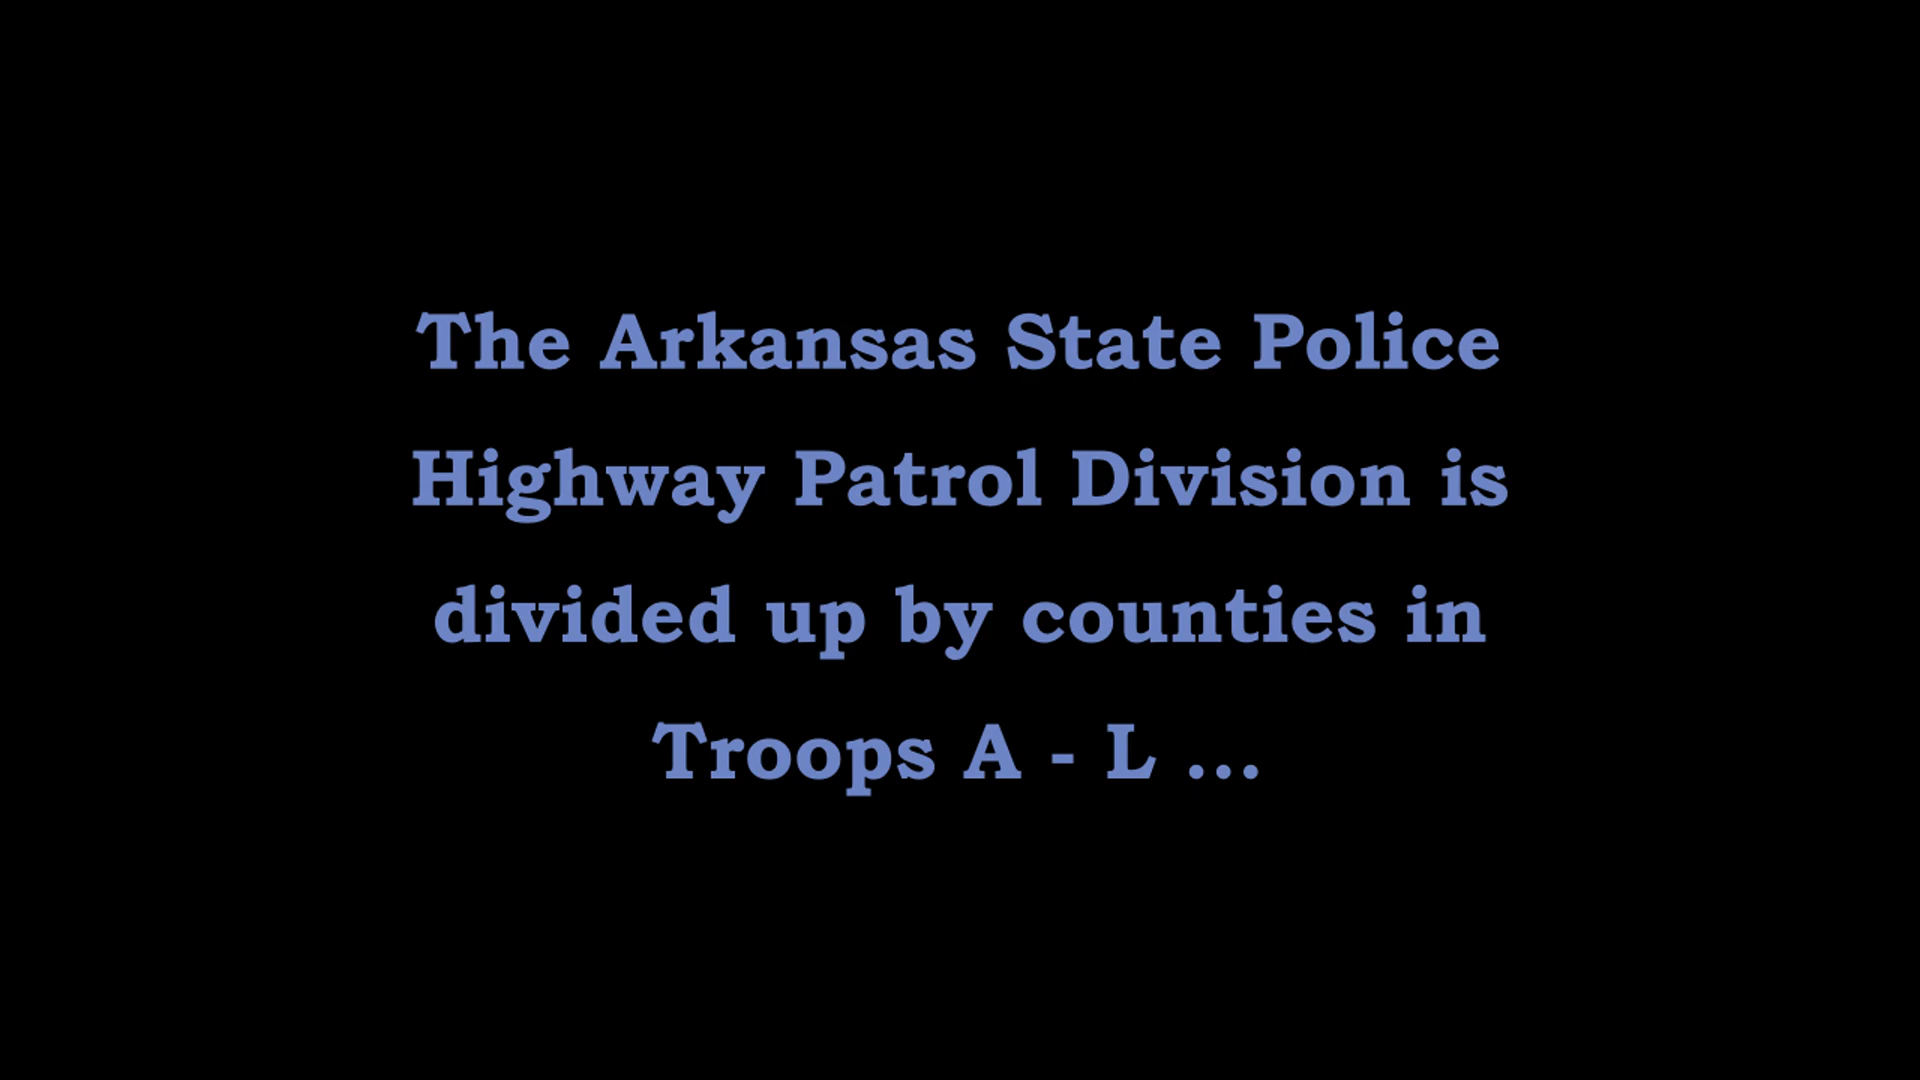 The Arkansas State Police
Highway Patrol Division is
divided up by counties in
Troops A - L ...